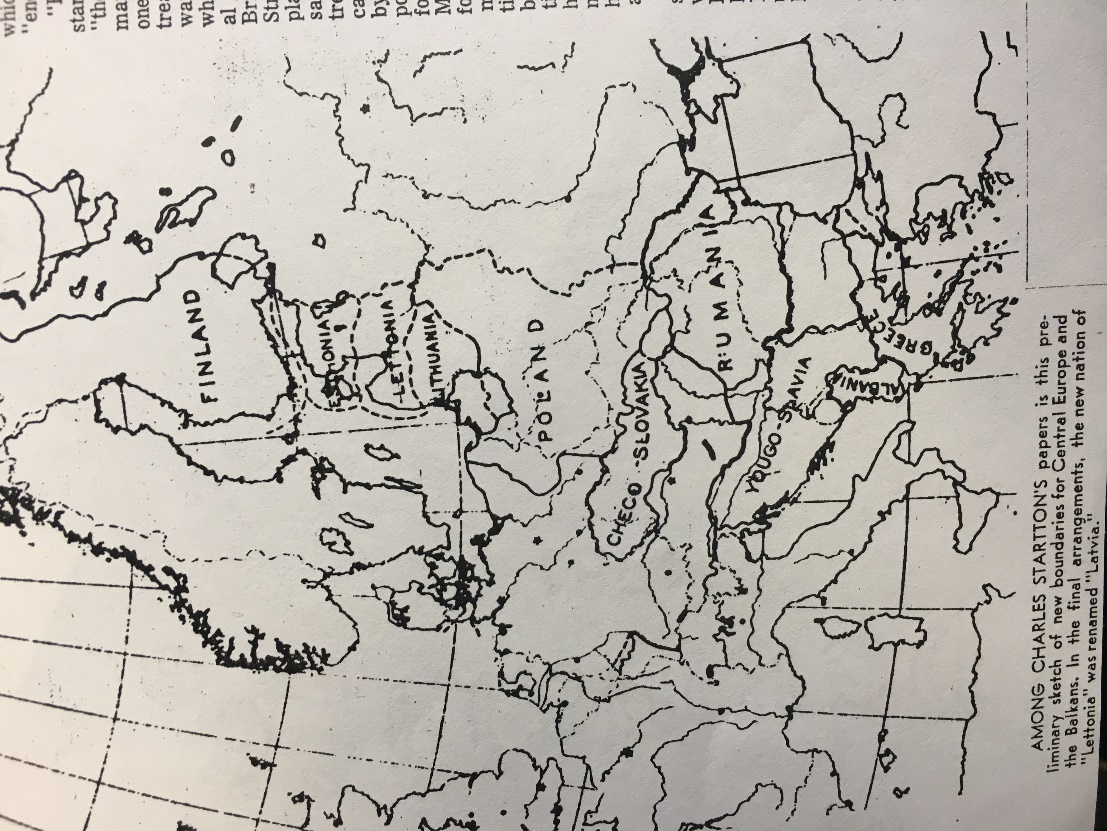 FINLAND
ESTHONIA
LETTONIA
LITHUANIA
POLAND
CHECO-SLOVAKIA
RUMANIA
YOUGO-SLAVIA
ALBANIA
GREECE
AMONG CHARLES STARTTON'S papers is this pre-
liminary sketch of new boundaries for Central Europe and
the Balkans. In the final arrangements, the new nation of
"Lettonia" was renamed "Latvia."